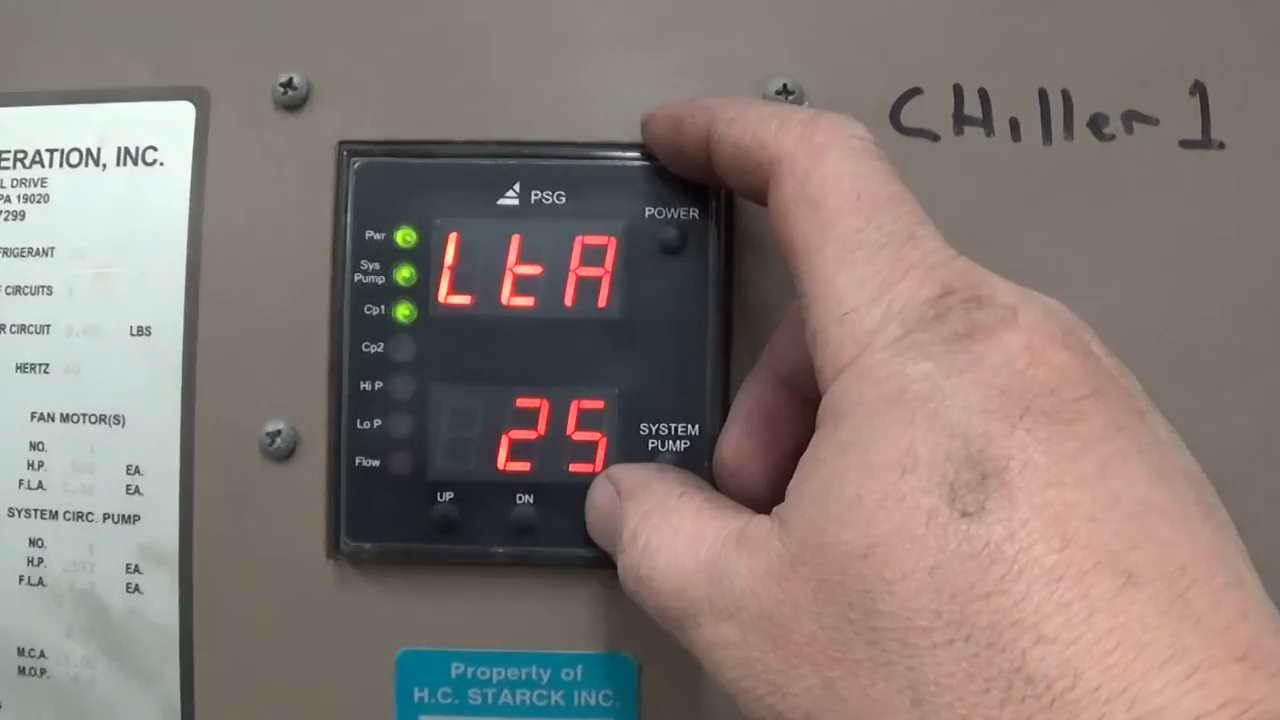 CHiller 1
ERATION, INC.
L DRIVE
PA 19020
7299
FRIGERANT
F CIRCUITS
R CIRCUIT LBS
HERTZ 60
FAN MOTOR(S)
NO.
H.P. EA.
F.L.A. EA.
SYSTEM CIRC. PUMP
NO.
H.P. EA.
F.L.A. EA.
M.C.A.
M.O.P.
PSG
POWER
Pwr
Sys
Pump
Cp1
Cp2
Hi P
Lo P
Flow
LtA
25
SYSTEM
PUMP
UP DN
Property of
H.C. STARCK INC.